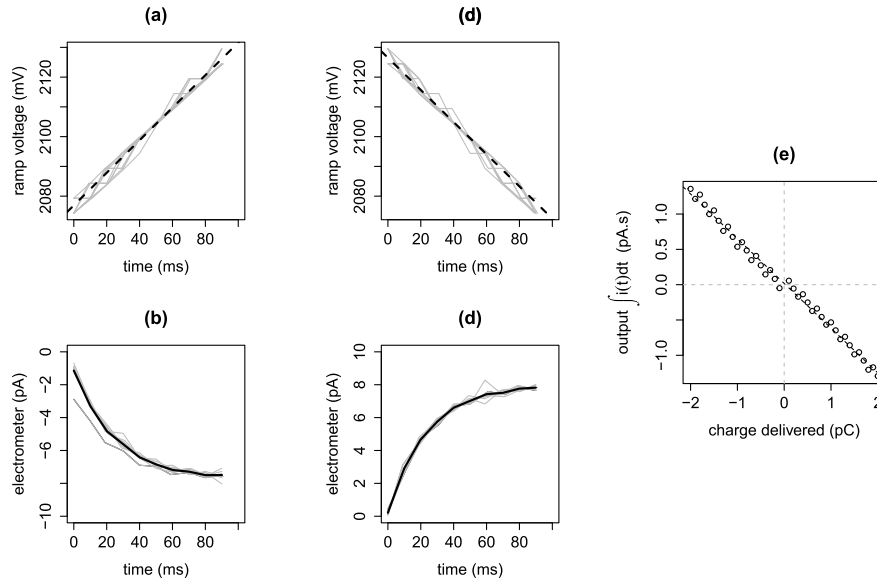 (a)
ramp voltage (mV)
2080 2100 2120
0 20 40 60 80
time (ms)
(d)
ramp voltage (mV)
2080 2100 2120
0 20 40 60 80
time (ms)
(b)
electrometer (pA)
−10 −8 −6 −4 −2 0
0 20 40 60 80
time (ms)
(d)
electrometer (pA)
0 2 4 6 8 10
0 20 40 60 80
time (ms)
(e)
output ∫ i(t)dt (pA.s)
−1.0 0.0 0.5 1.0
−2 −1 0 1 2
charge delivered (pC)